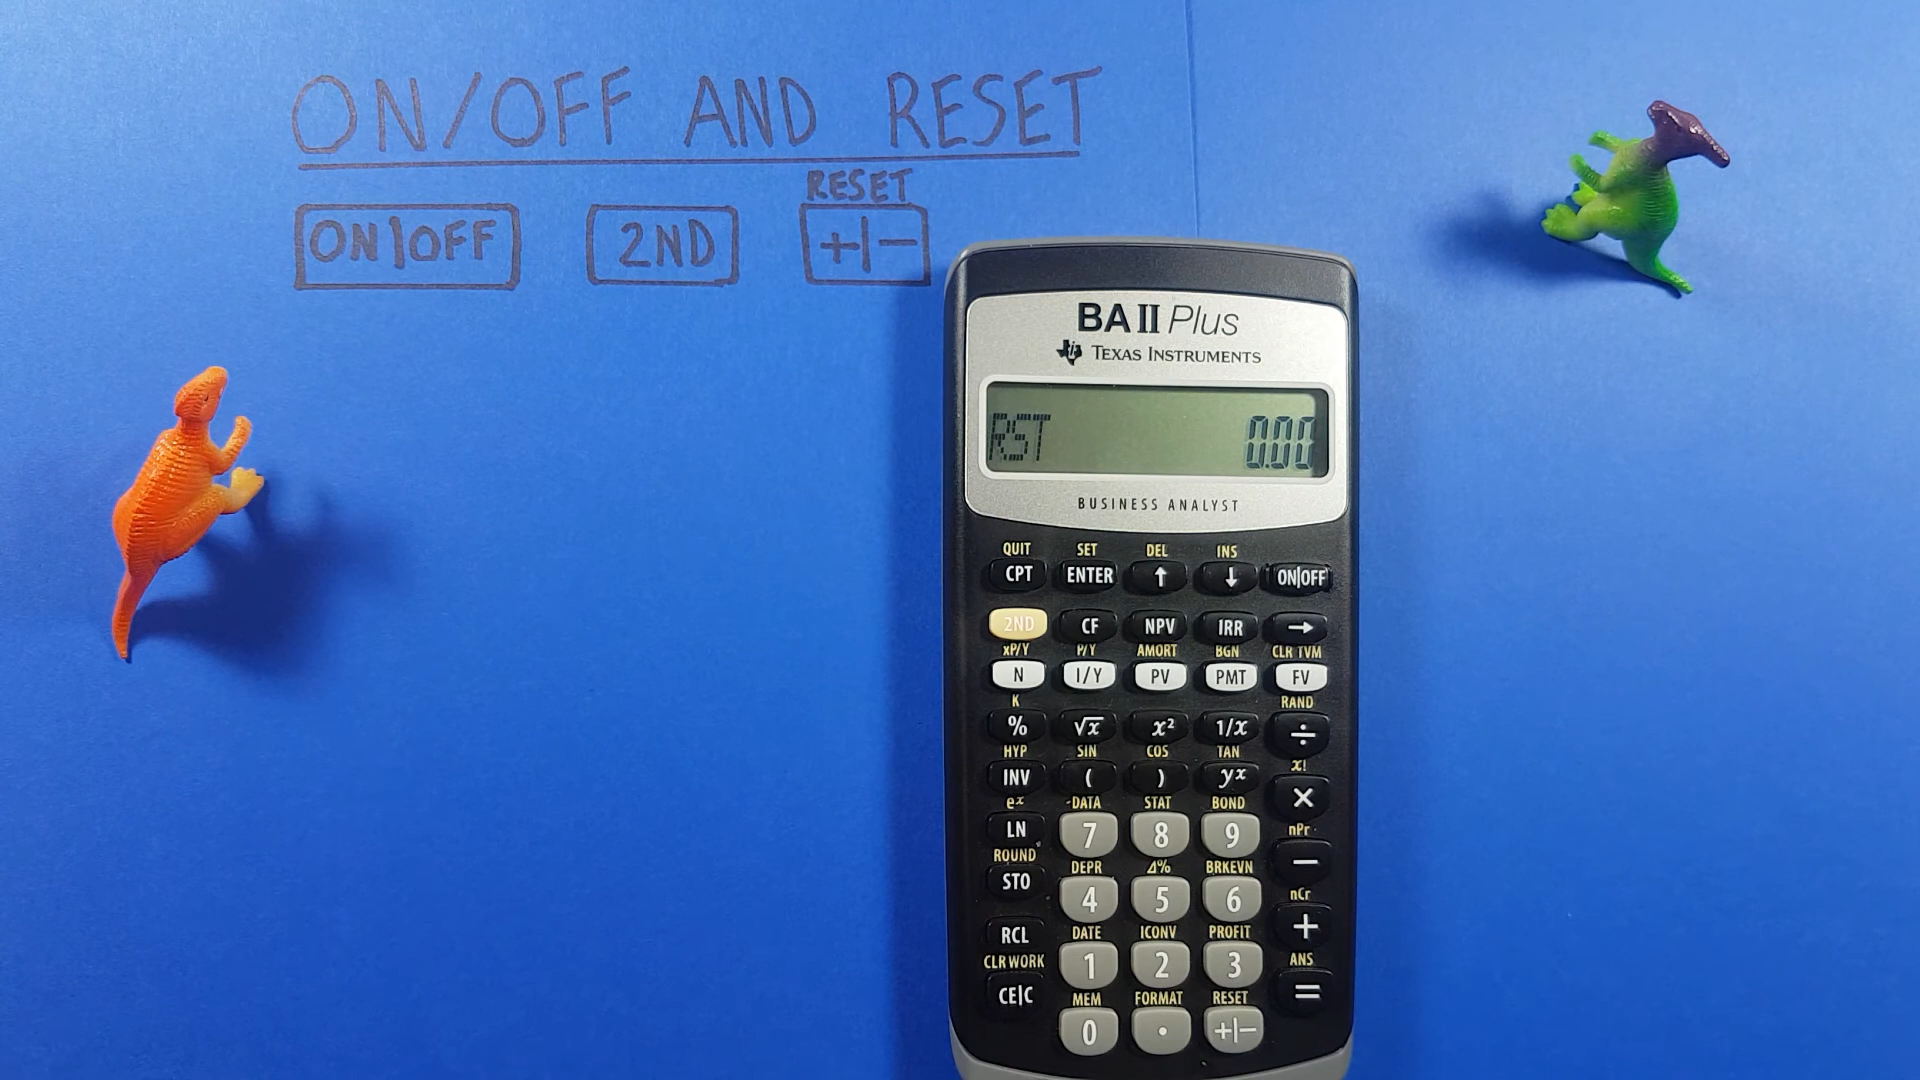 ON/OFF AND RESET
RESET
ON|OFF 2ND +|-
BA II Plus
TEXAS INSTRUMENTS
RST 0.00
BUSINESS ANALYST
QUIT SET DEL INS
CPT ENTER ↑ ↓ ON|OFF
2ND CF NPV IRR →
xP/Y P/Y AMORT BGN CLR TVM
N I/Y PV PMT FV
K RAND
% √x x² 1/x ÷
HYP SIN COS TAN x!
INV ( ) yˣ ×
eˣ DATA STAT BOND nPr
LN 7 8 9 −
ROUND DEPR Δ% BRKEVN nCr
STO 4 5 6 +
DATE ICONV PROFIT ANS
RCL 1 2 3 =
CLR WORK MEM FORMAT RESET
CE|C 0 . +|-